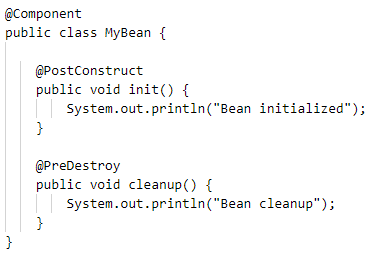 @Component
public class MyBean {
@PostConstruct
public void init() {
System.out.println("Bean initialized");
}
@PreDestroy
public void cleanup() {
System.out.println("Bean cleanup");
}
}